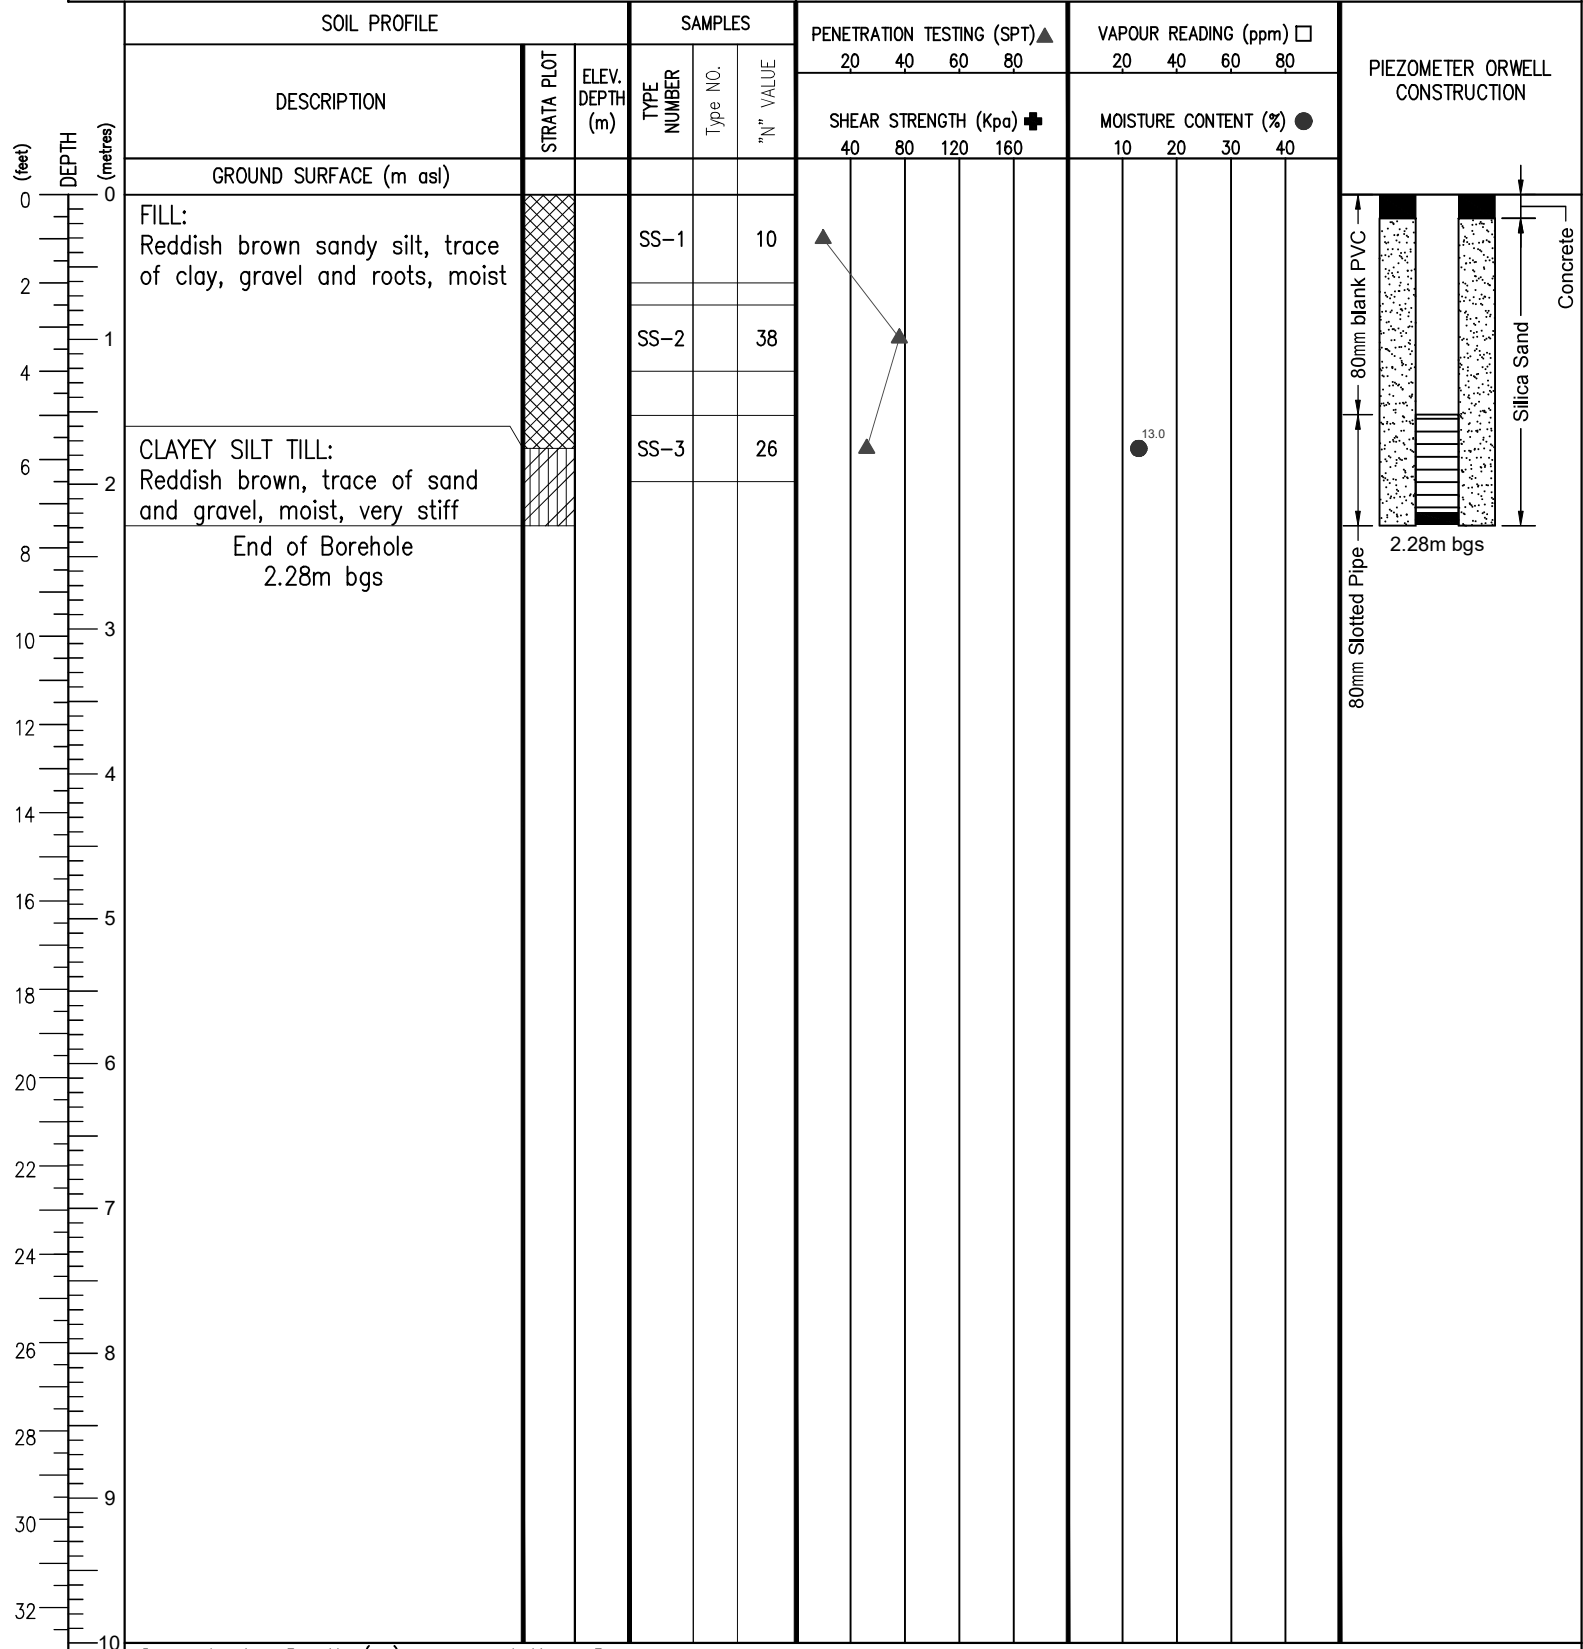 SOIL PROFILE
SAMPLES
PENETRATION TESTING (SPT)
20 40 60 80
VAPOUR READING (ppm)
20 40 60 80
PIEZOMETER ORWELL
CONSTRUCTION
DESCRIPTION
STRATA PLOT
ELEV.
DEPTH
(m)
TYPE
NUMBER
Type NO.
"N" VALUE
SHEAR STRENGTH (Kpa)
40 80 120 160
MOISTURE CONTENT (%)
10 20 30 40
(feet)
DEPTH
(metres)
GROUND SURFACE (m asl)
0
0
FILL:
Reddish brown sandy silt, trace
of clay, gravel and roots, moist
SS-1 10
2
1
SS-2 38
4
CLAYEY SILT TILL:
Reddish brown, trace of sand
and gravel, moist, very stiff
SS-3 26
13.0
6
2
End of Borehole
2.28m bgs
8
80mm blank PVC
Concrete
Silica Sand
2.28m bgs
80mm Slotted Pipe
3
10
12
4
14
16
5
18
6
20
22
7
24
26
8
28
9
30
32
10